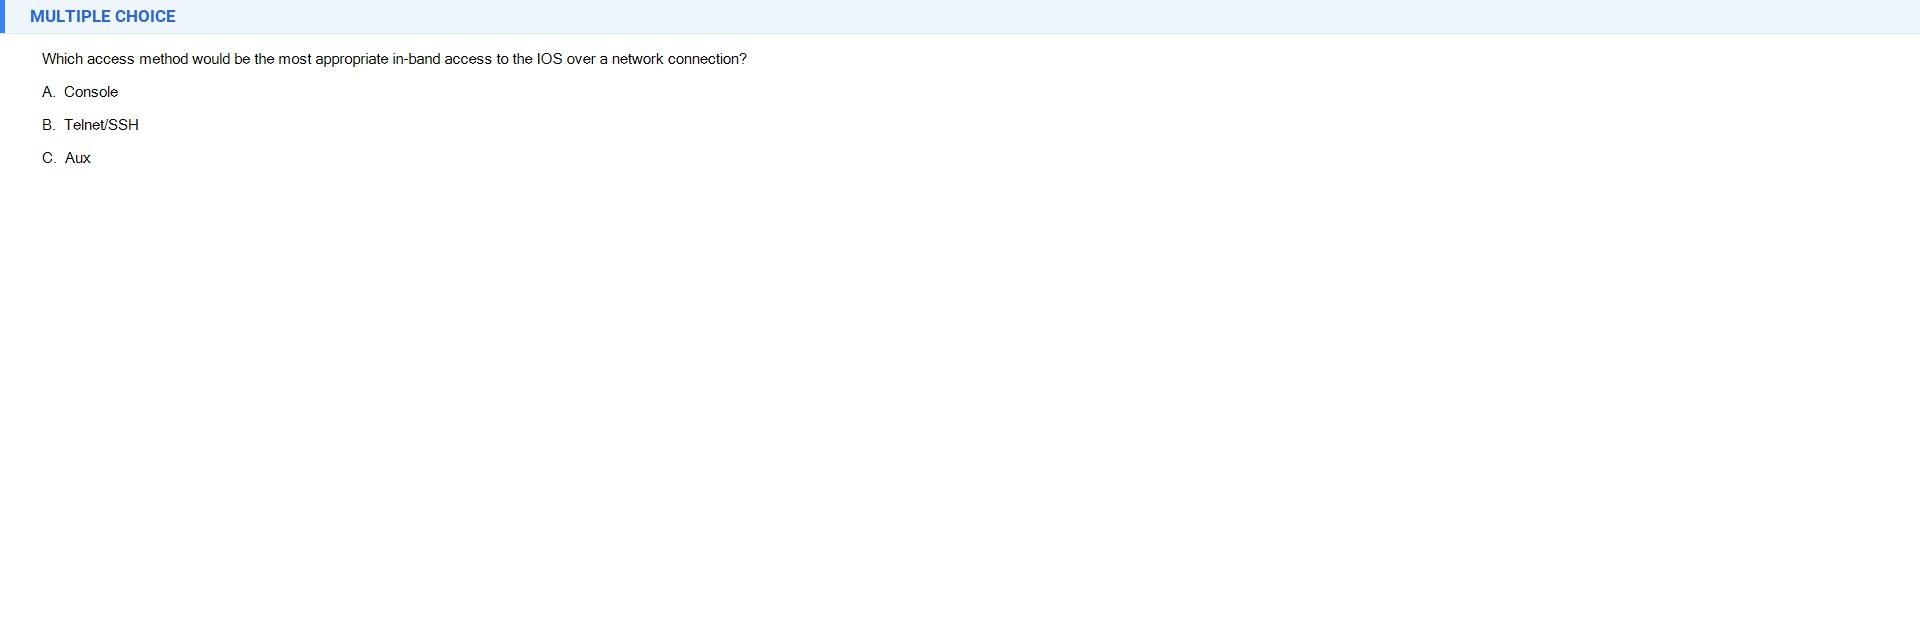 MULTIPLE CHOICE
Which access method would be the most appropriate in-band access to the IOS over a network connection?
A. Console
B. Telnet/SSH
C. Aux